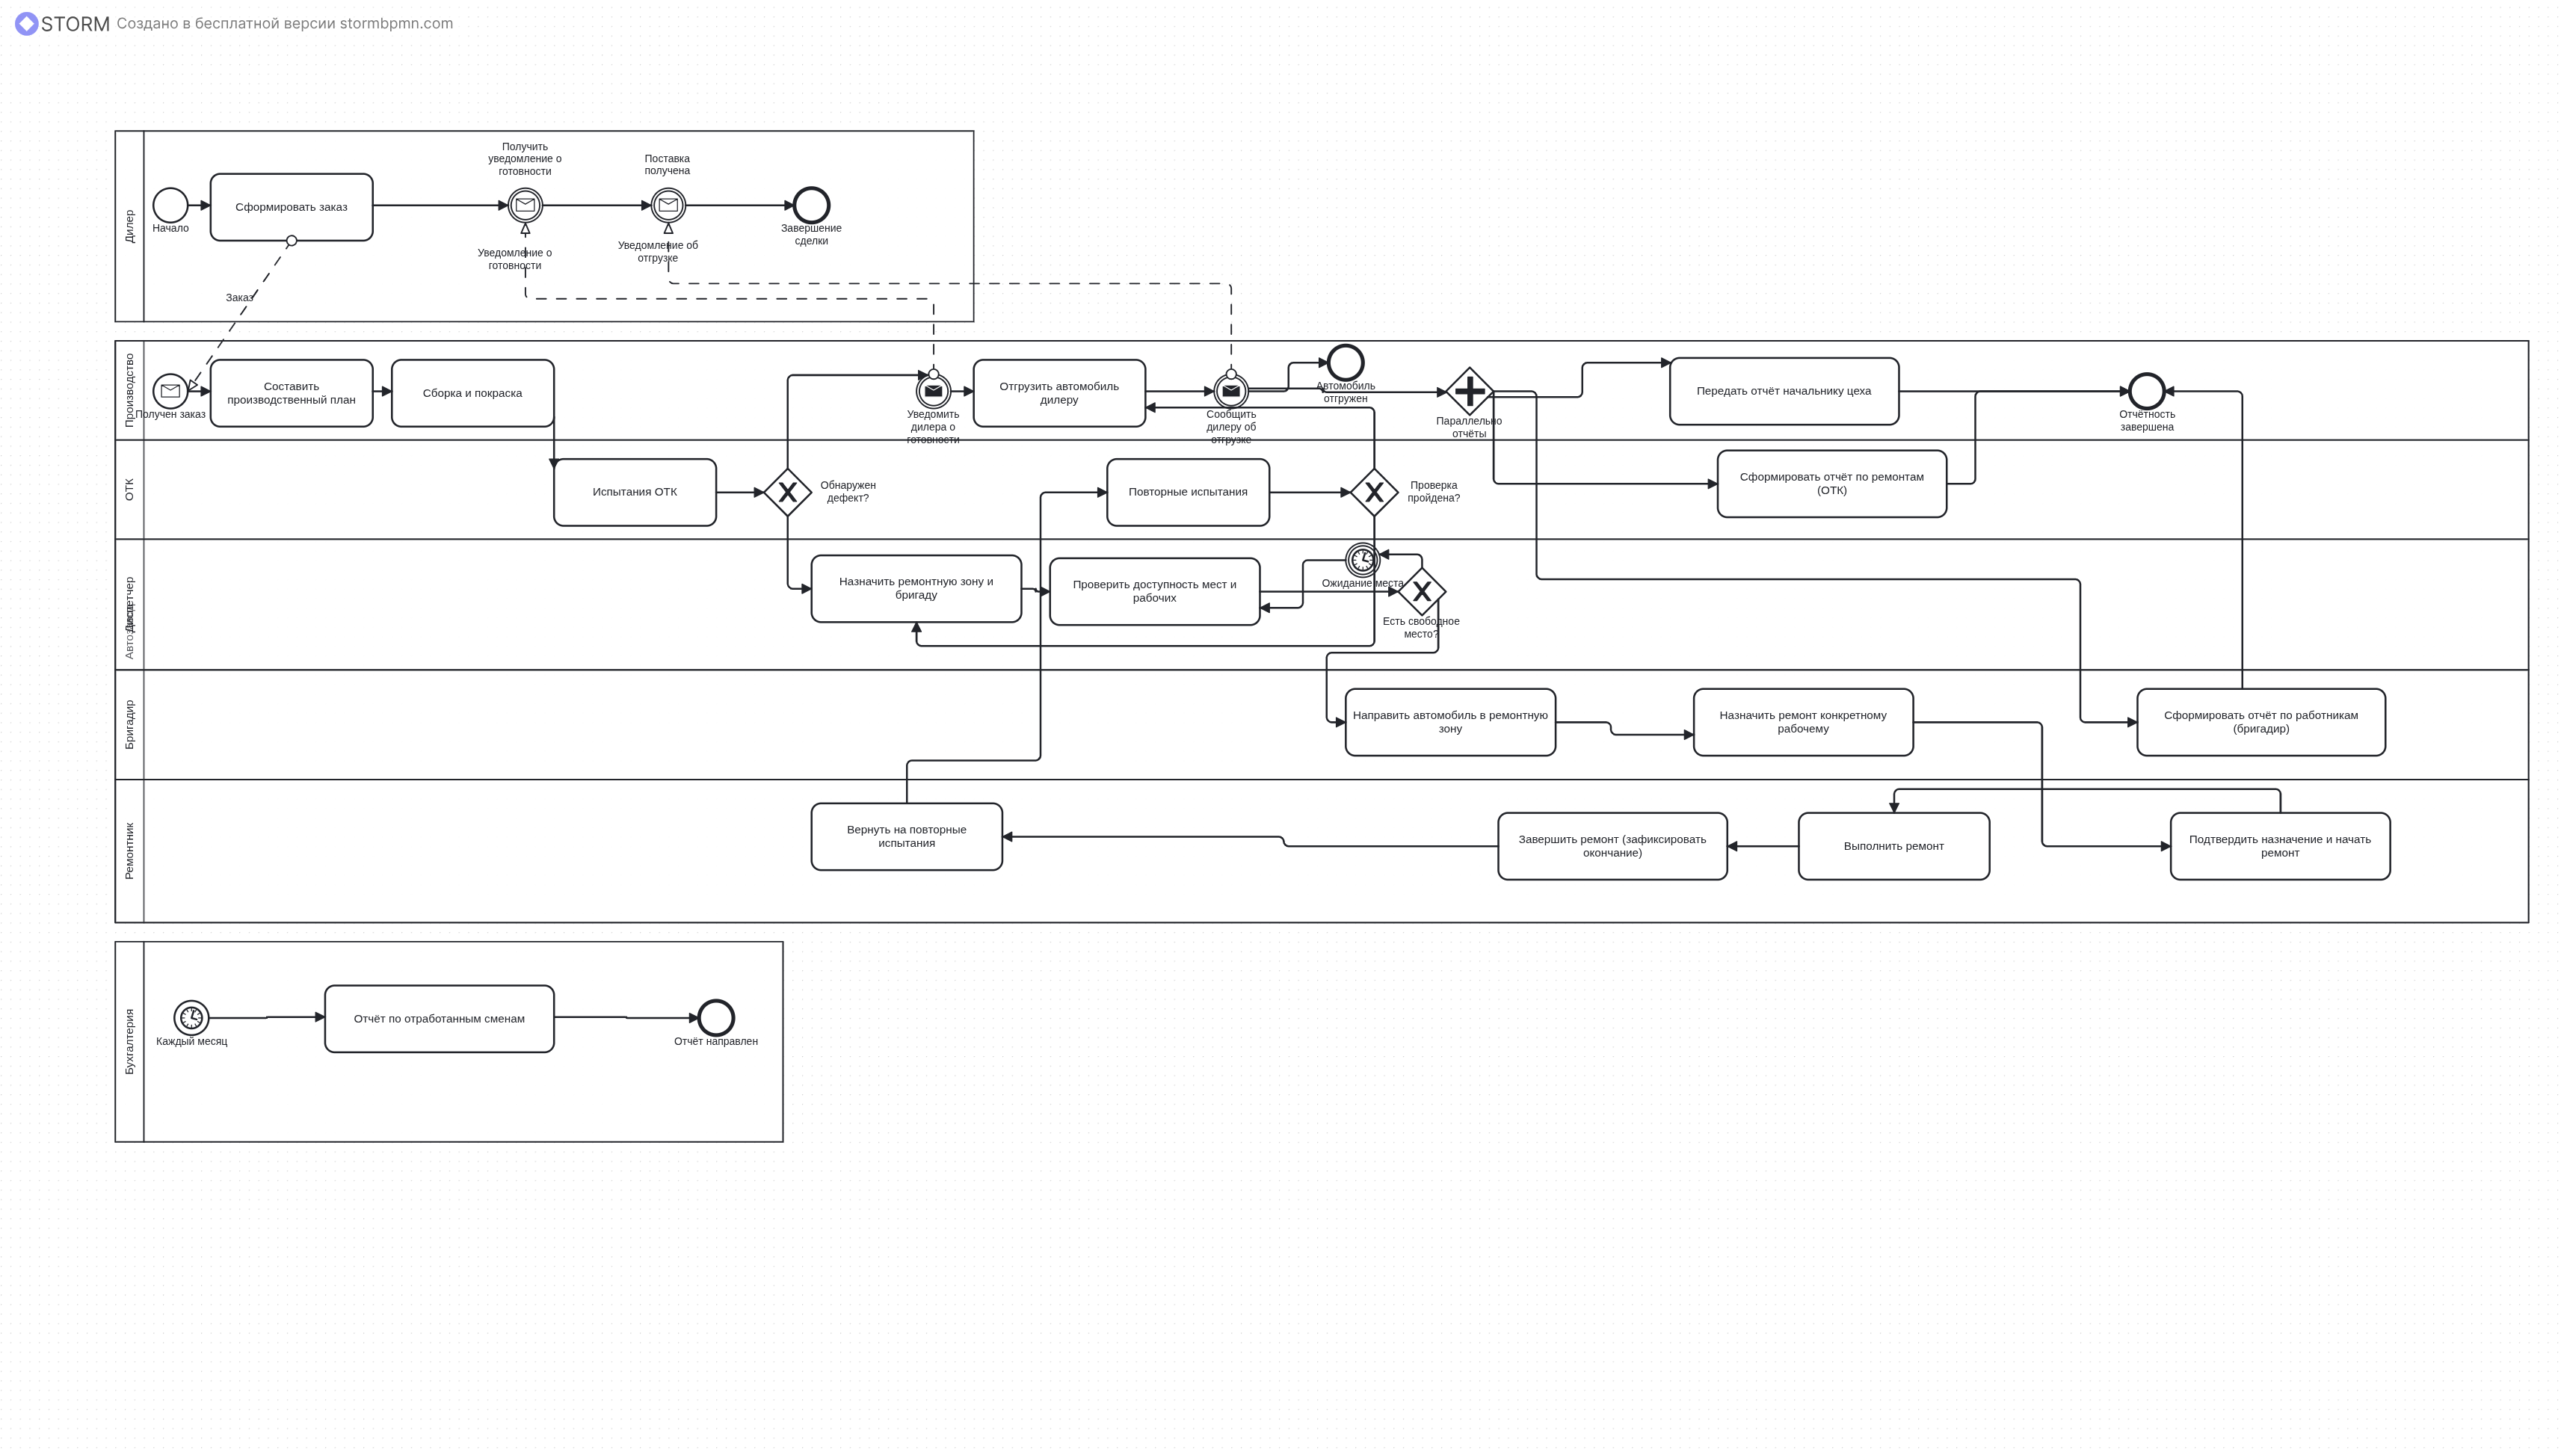 STORM Создано в бесплатной версии stormbpmn.com
Дилер
Начало
Сформировать заказ
Получить
уведомление о
готовности
Поставка
получена
Завершение
сделки
Уведомление о
готовности
Уведомление об
отгрузке
Заказ
Производство
Получен заказ
Составить
производственный план
Сборка и покраска
Уведомить
дилера о
готовности
Отгрузить автомобиль
дилеру
Сообщить
дилеру об
отгрузке
Автомобиль
отгружен
Параллельно
отчёты
Передать отчёт начальнику цеха
Отчётность
завершена
ОТК
Испытания ОТК
Обнаружен
дефект?
Повторные испытания
Проверка
пройдена?
Сформировать отчёт по ремонтам
(ОТК)
Диспетчер
Автозавод
Назначить ремонтную зону и
бригаду
Проверить доступность мест и
рабочих
Ожидание места
Есть свободное
место?
Бригадир
Направить автомобиль в ремонтную
зону
Назначить ремонт конкретному
рабочему
Сформировать отчёт по работникам
(бригадир)
Ремонтник
Вернуть на повторные
испытания
Завершить ремонт (зафиксировать
окончание)
Выполнить ремонт
Подтвердить назначение и начать
ремонт
Бухгалтерия
Каждый месяц
Отчёт по отработанным сменам
Отчёт направлен